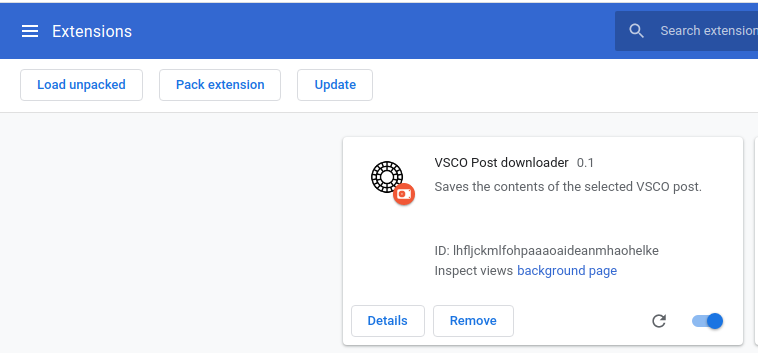 Extensions
Search extension
Load unpacked
Pack extension
Update
VSCO Post downloader 0.1
Saves the contents of the selected VSCO post.
ID: lhfljckmlfohpaaaoaideanmhaohelke
Inspect views background page
Details
Remove